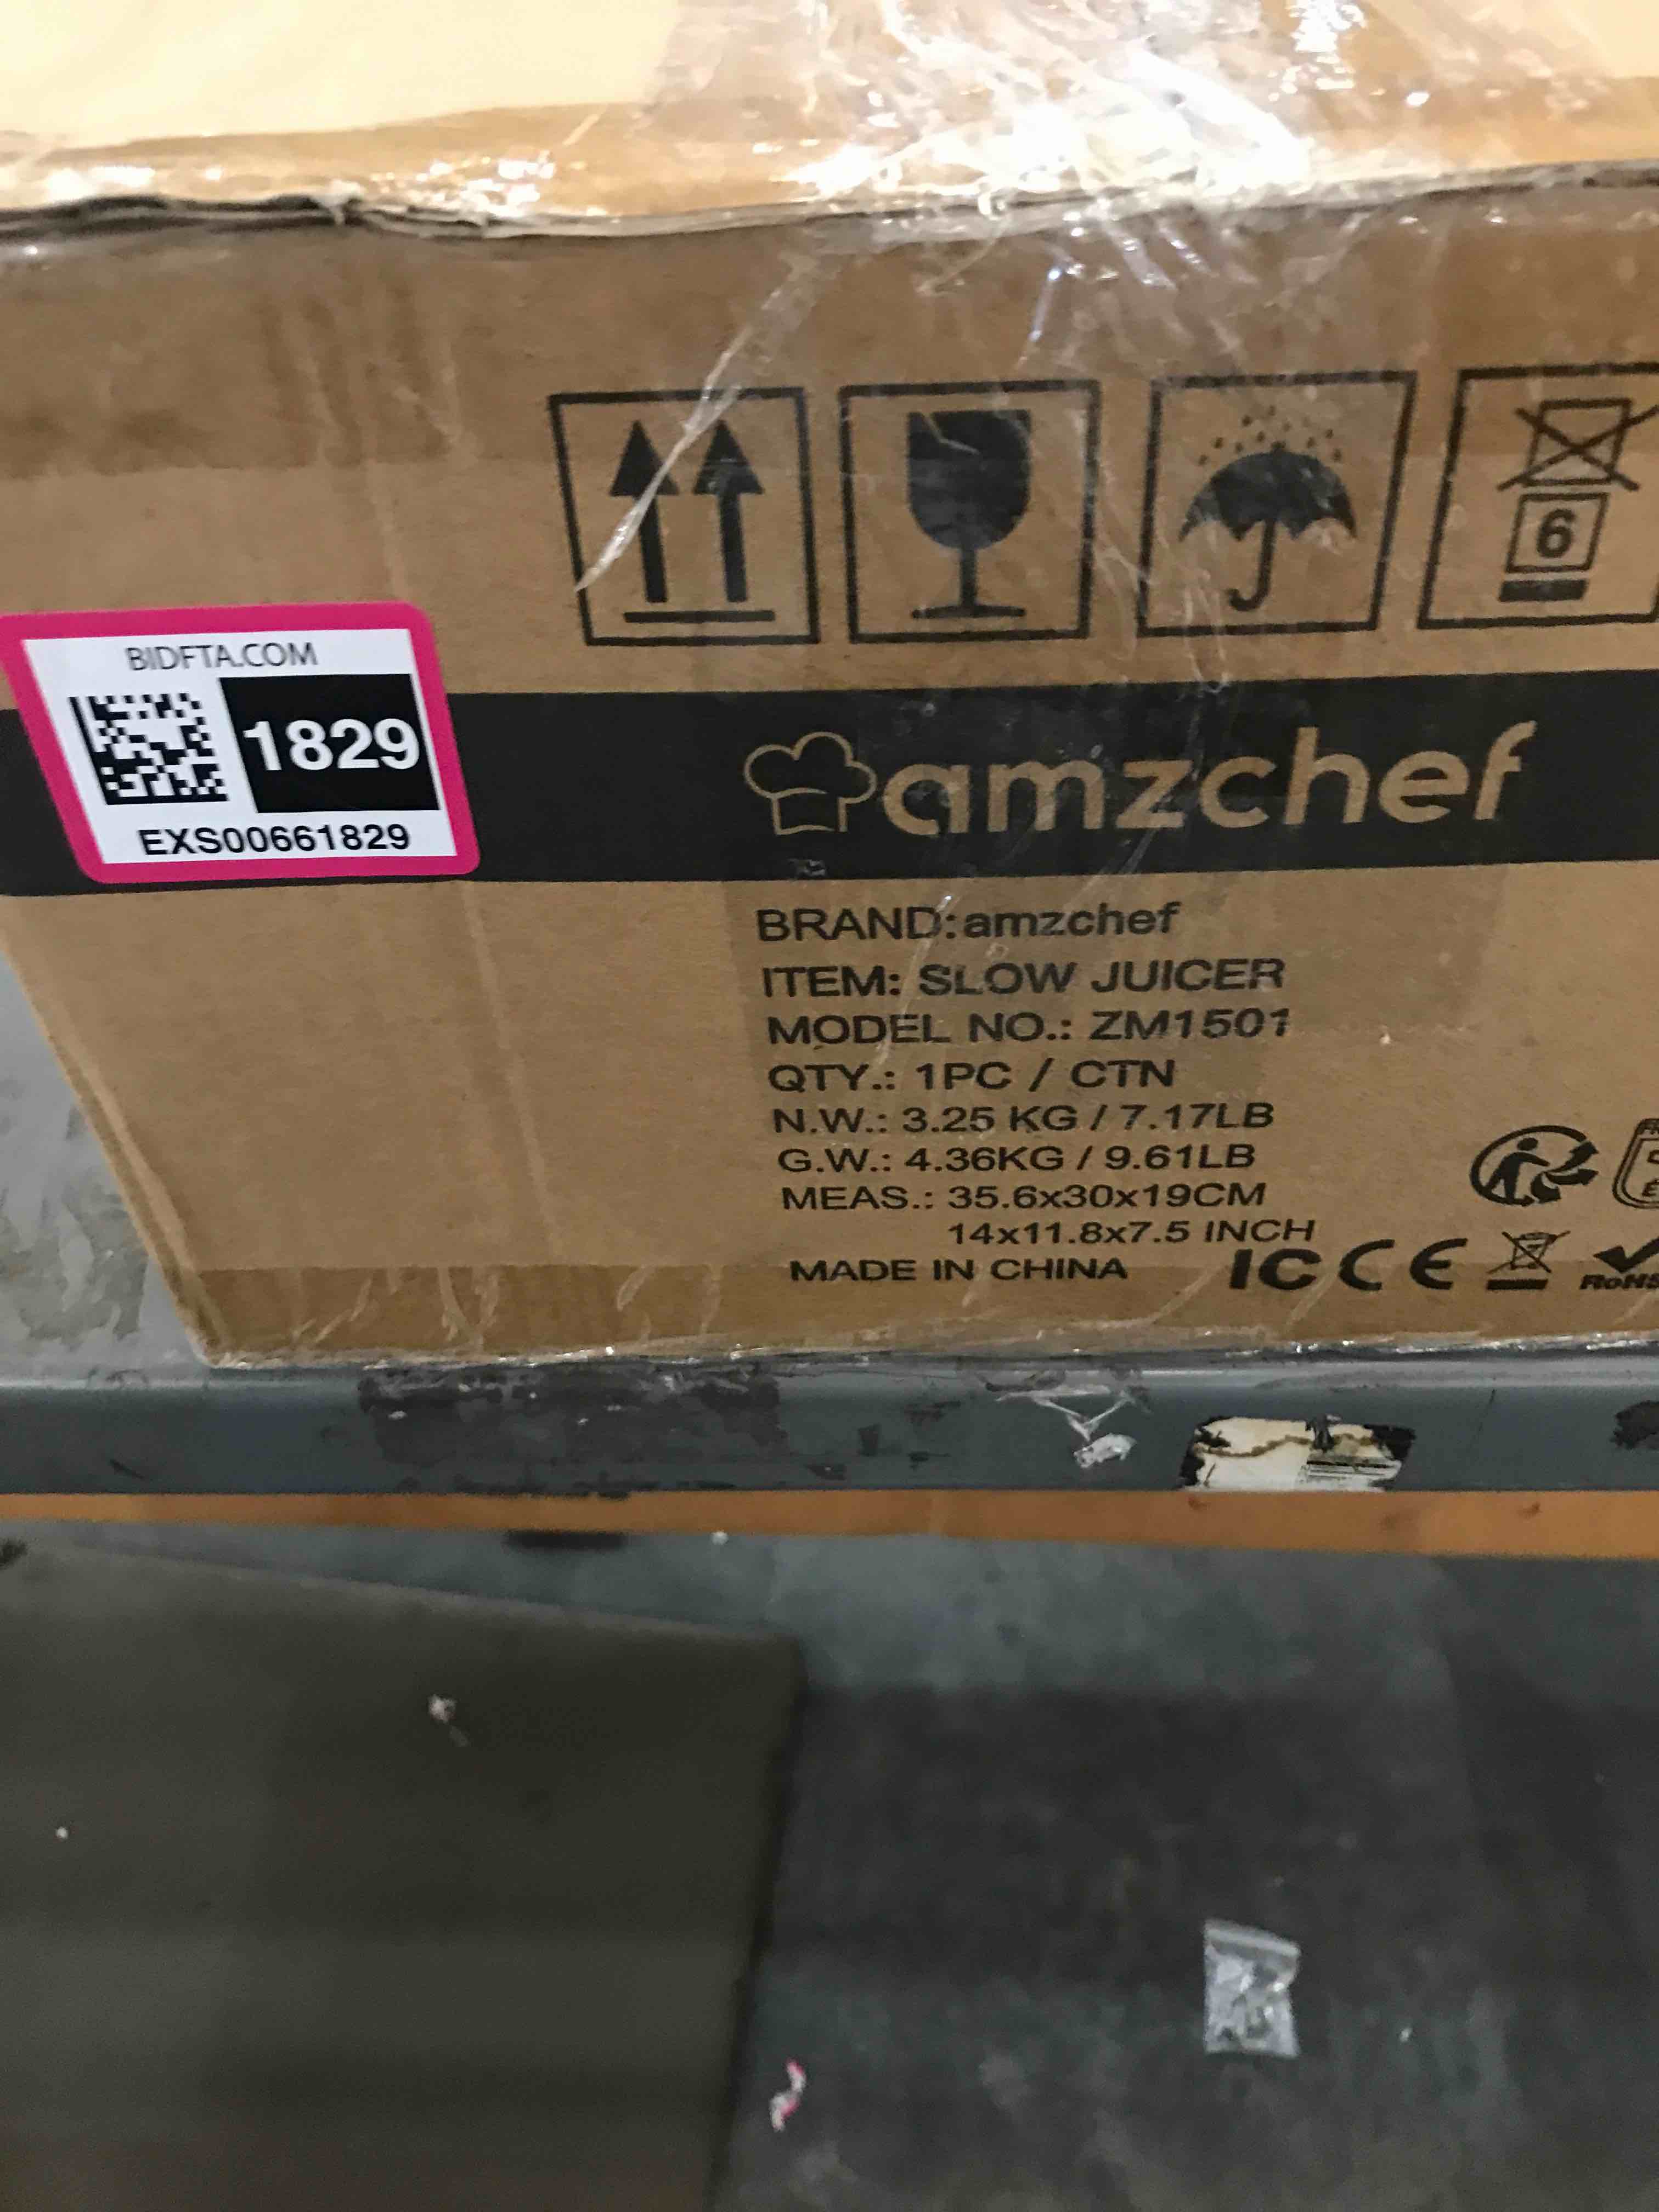 6
BIDFTA.COM
1829
EXS00661829
amzchef
BRAND:amzchef
ITEM: SLOW JUICER
MODEL NO.: ZM1501
QTY.: 1PC / CTN
N.W.: 3.25 KG / 7.17LB
G.W.: 4.36KG / 9.61LB
MEAS.: 35.6x30x19CM
14x11.8x7.5 INCH
MADE IN CHINA
IC CE
RoHS